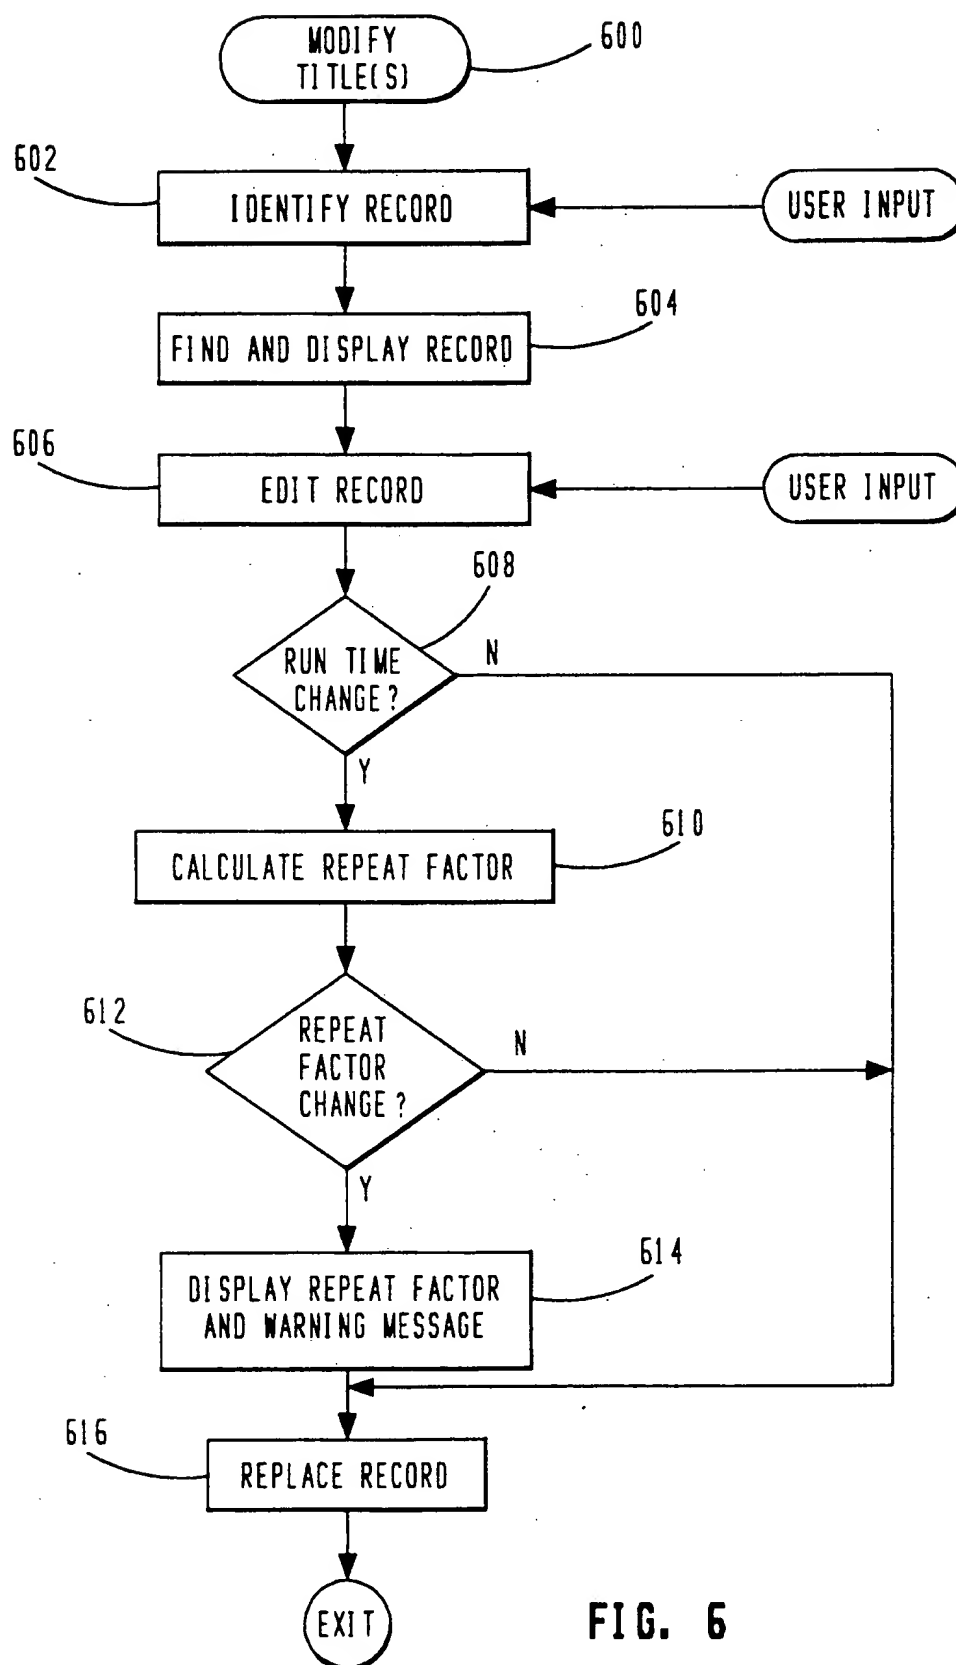 MODIFY
TITLE(S)
600
602
IDENTIFY RECORD
USER INPUT
604
FIND AND DISPLAY RECORD
606
EDIT RECORD
USER INPUT
608
RUN TIME
CHANGE?
N
Y
610
CALCULATE REPEAT FACTOR
612
REPEAT
FACTOR
CHANGE?
N
Y
614
DISPLAY REPEAT FACTOR
AND WARNING MESSAGE
616
REPLACE RECORD
EXIT
FIG. 6